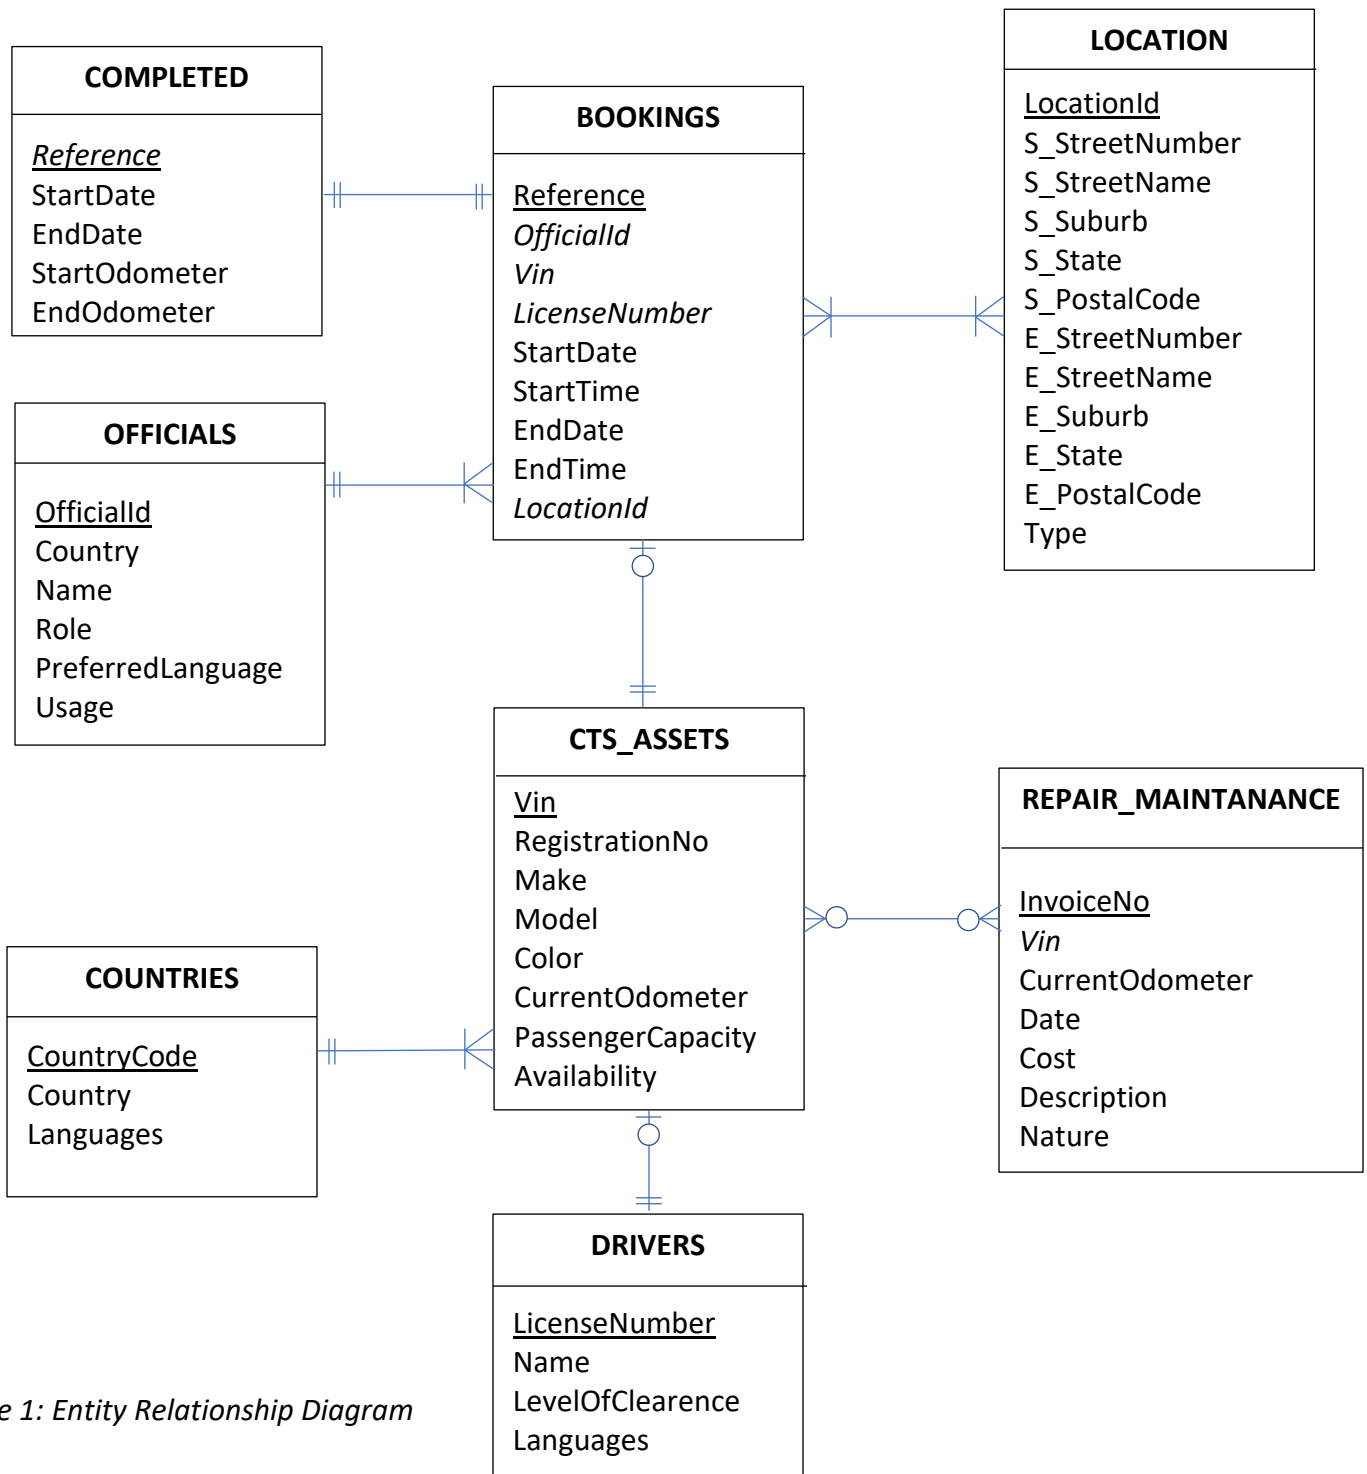 COMPLETED
Reference
StartDate
EndDate
StartOdometer
EndOdometer
BOOKINGS
Reference
OfficialId
Vin
LicenseNumber
StartDate
StartTime
EndDate
EndTime
LocationId
LOCATION
LocationId
S_StreetNumber
S_StreetName
S_Suburb
S_State
S_PostalCode
E_StreetNumber
E_StreetName
E_Suburb
E_State
E_PostalCode
Type
OFFICIALS
OfficialId
Country
Name
Role
PreferredLanguage
Usage
CTS_ASSETS
Vin
RegistrationNo
Make
Model
Color
CurrentOdometer
PassengerCapacity
Availability
REPAIR_MAINTANANCE
InvoiceNo
Vin
CurrentOdometer
Date
Cost
Description
Nature
COUNTRIES
CountryCode
Country
Languages
DRIVERS
LicenseNumber
Name
LevelOfClearence
Languages
e 1: Entity Relationship Diagram